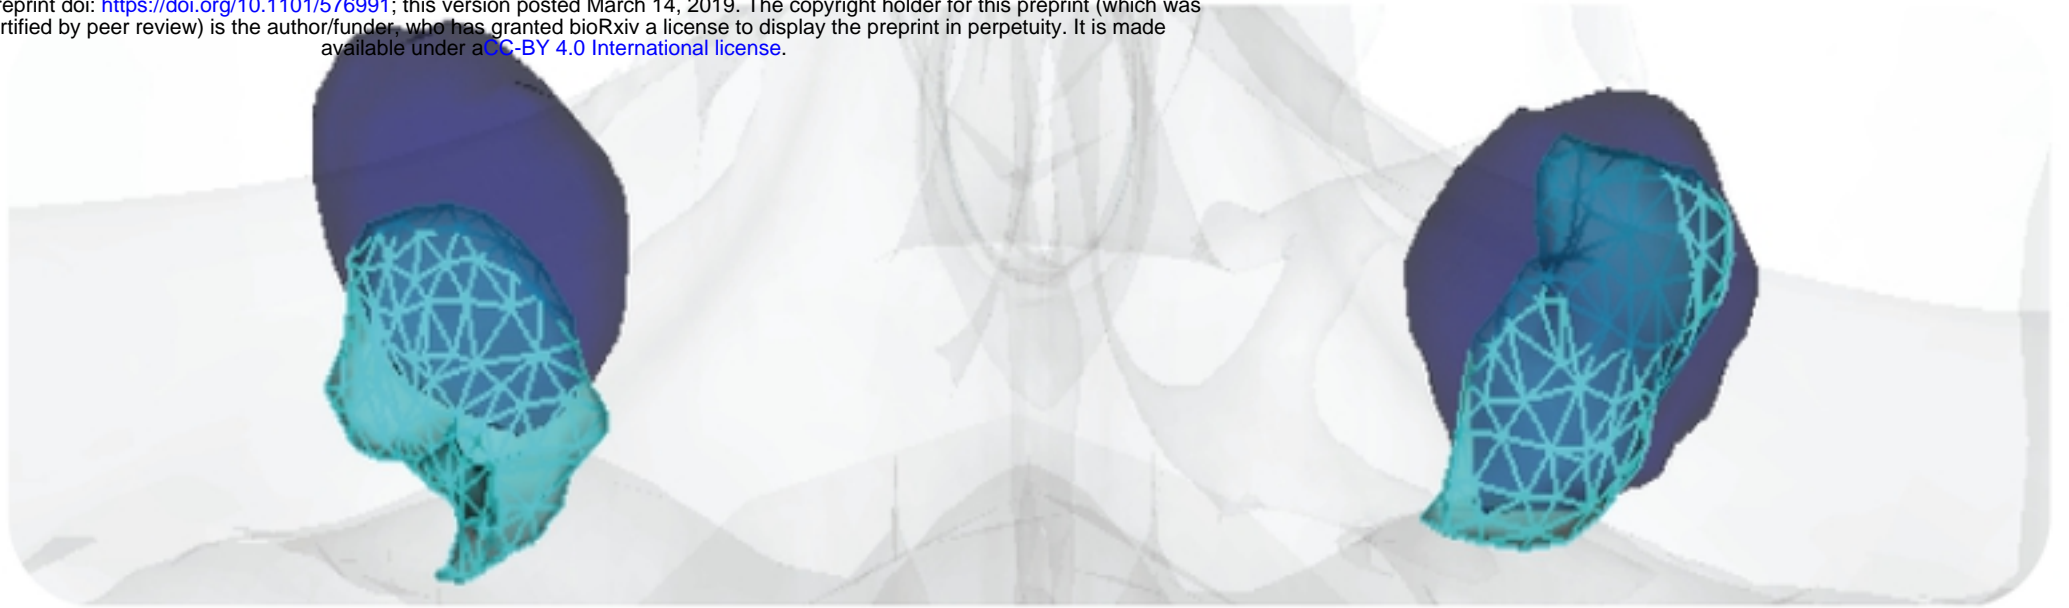 reprint doi: https://doi.org/10.1101/576991; this version posted March 14, 2019. The copyright holder for this preprint (which was
rtified by peer review) is the author/funder, who has granted bioRxiv a license to display the preprint in perpetuity. It is made
available under aCC-BY 4.0 International license.